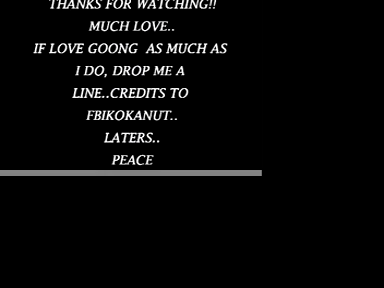 THANKS FOR WATCHING!!
MUCH LOVE..
IF LOVE GOONG  AS MUCH AS
I DO, DROP ME A
LINE..CREDITS TO
FBIKOKANUT..
LATERS..
PEACE